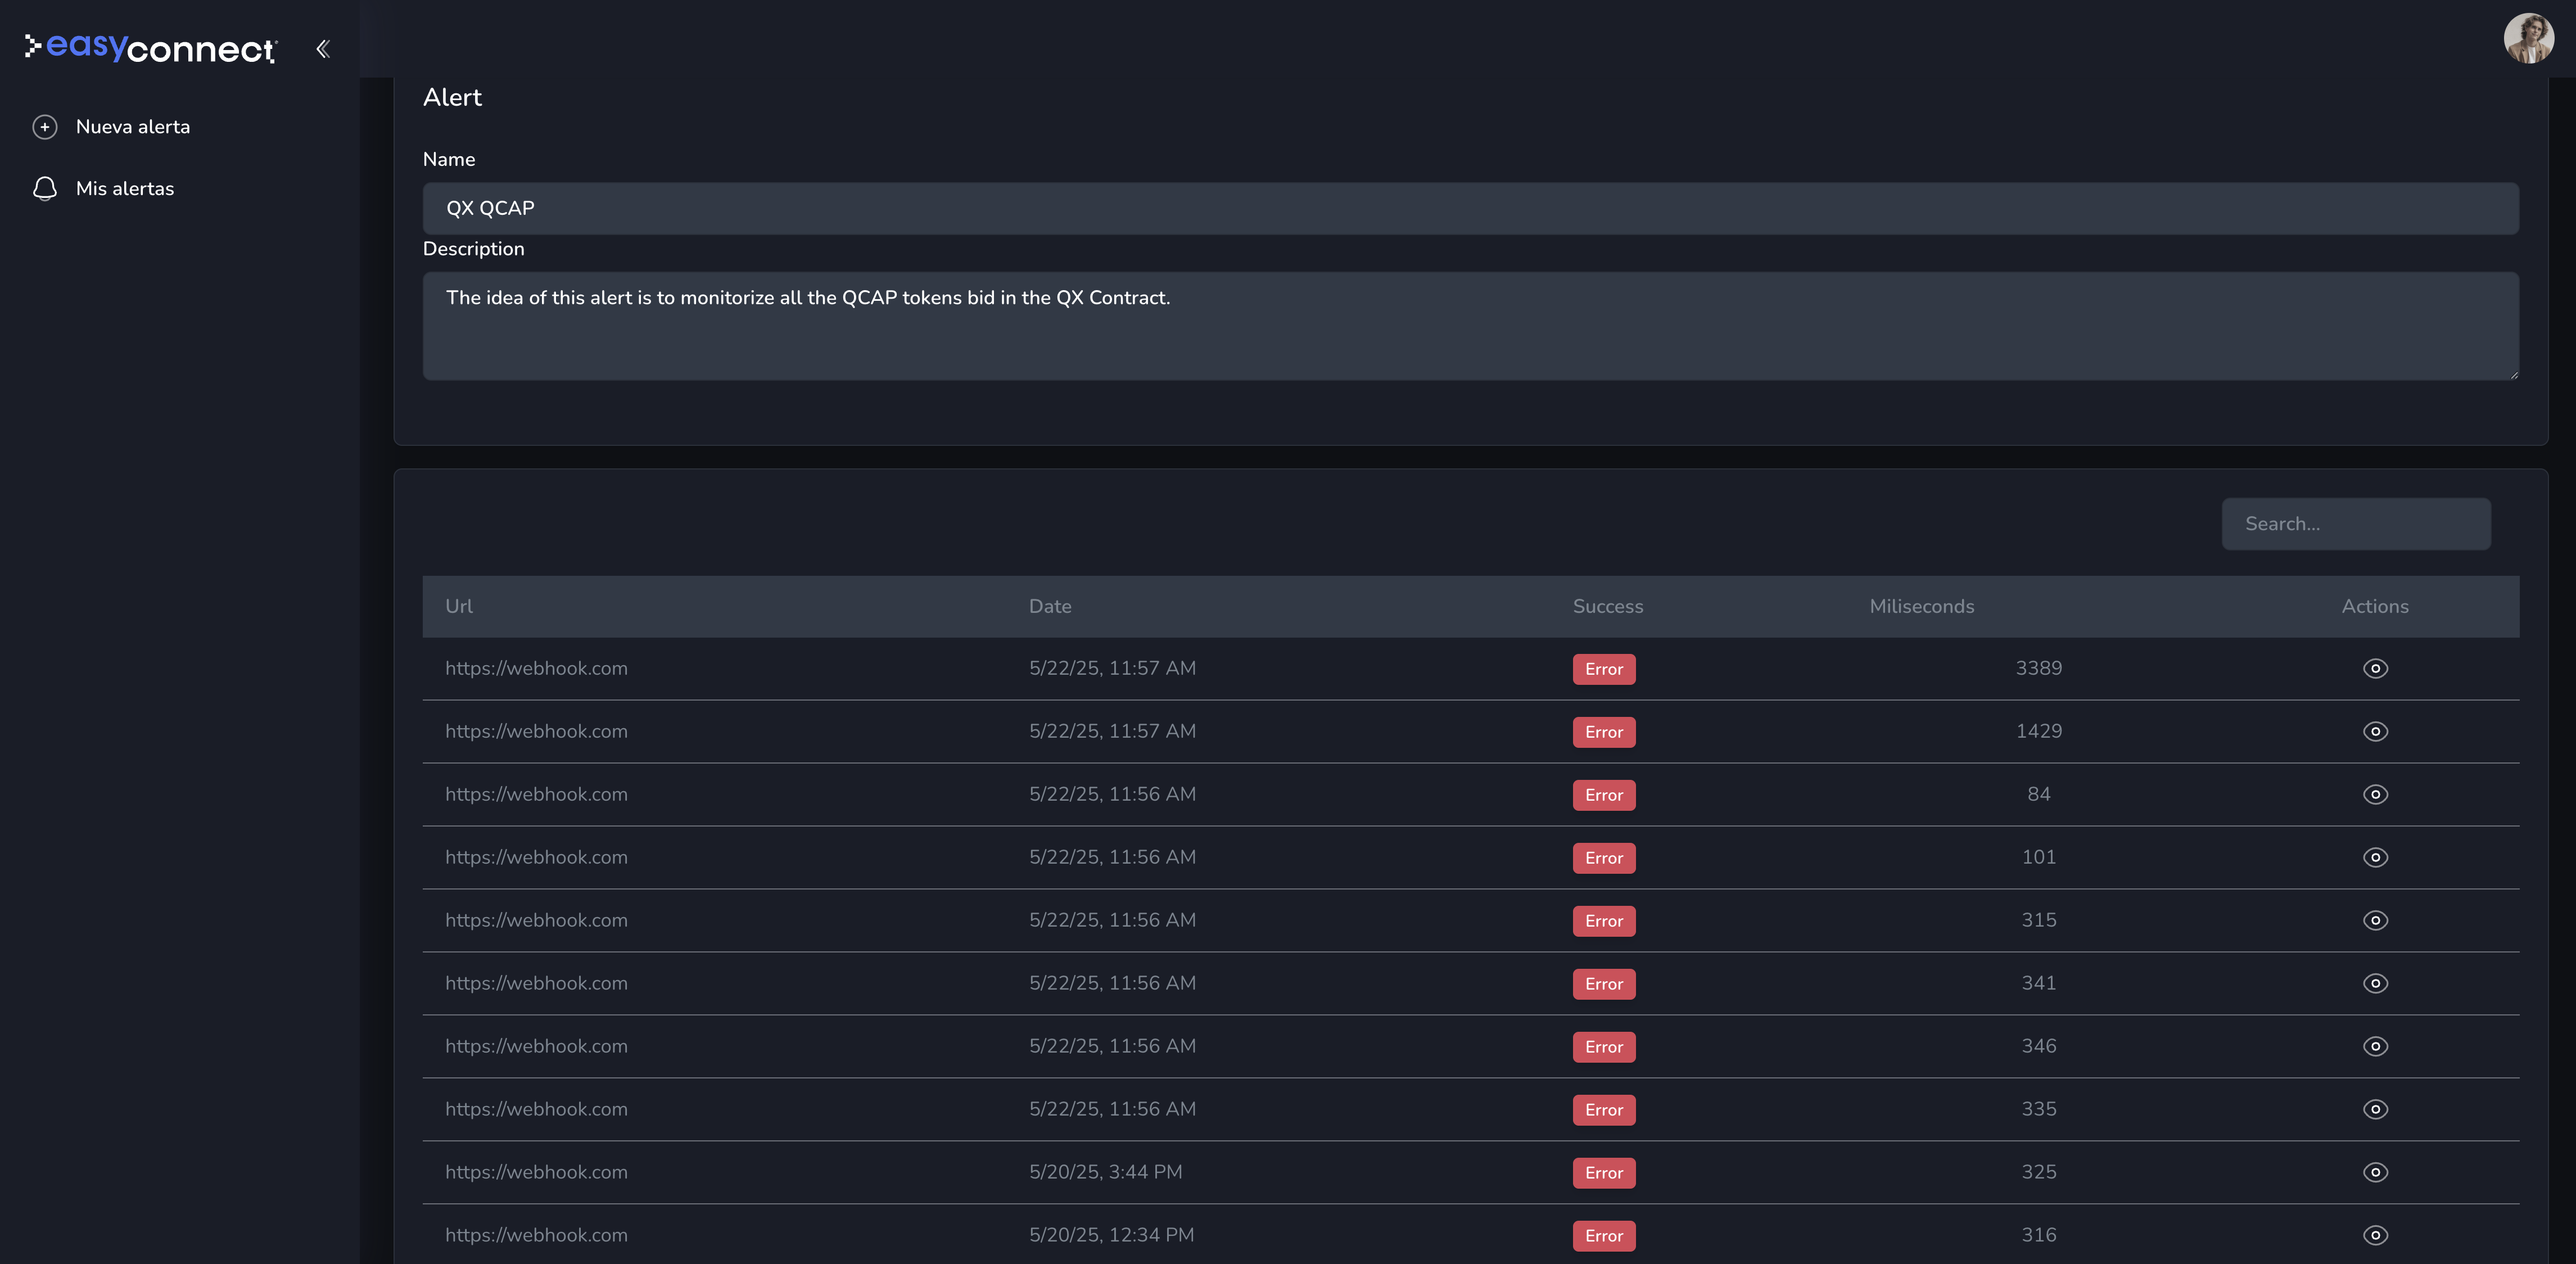 easyconnect
Nueva alerta
Mis alertas
Alert
Name
QX QCAP
Description
The idea of this alert is to monitorize all the QCAP tokens bid in the QX Contract.
Search...
Url Date Success Miliseconds Actions
https://webhook.com 5/22/25, 11:57 AM Error 3389
https://webhook.com 5/22/25, 11:57 AM Error 1429
https://webhook.com 5/22/25, 11:56 AM Error 84
https://webhook.com 5/22/25, 11:56 AM Error 101
https://webhook.com 5/22/25, 11:56 AM Error 315
https://webhook.com 5/22/25, 11:56 AM Error 341
https://webhook.com 5/22/25, 11:56 AM Error 346
https://webhook.com 5/22/25, 11:56 AM Error 335
https://webhook.com 5/20/25, 3:44 PM Error 325
https://webhook.com 5/20/25, 12:34 PM Error 316